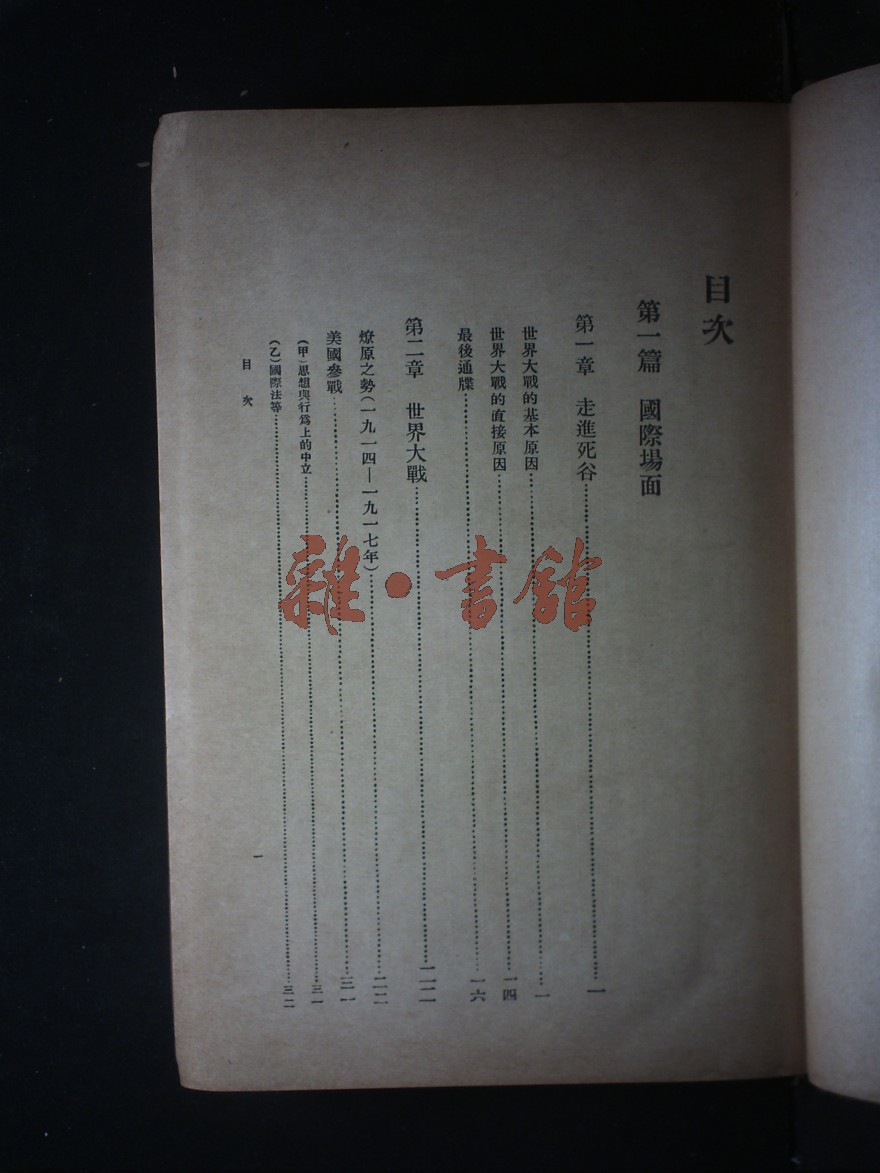 目次
第一篇 國際場面
第一章 走進死谷……一
世界大戰的基本原因……一
世界大戰的直接原因……一四
最後通牒……一六
第二章 世界大戰……二二
燎原之勢(一九一四—一九一七年)……二二
美國參戰……三一
(甲)思想與行爲上的中立……三一
(乙)國際法等……三二
目次
一
雜·書館